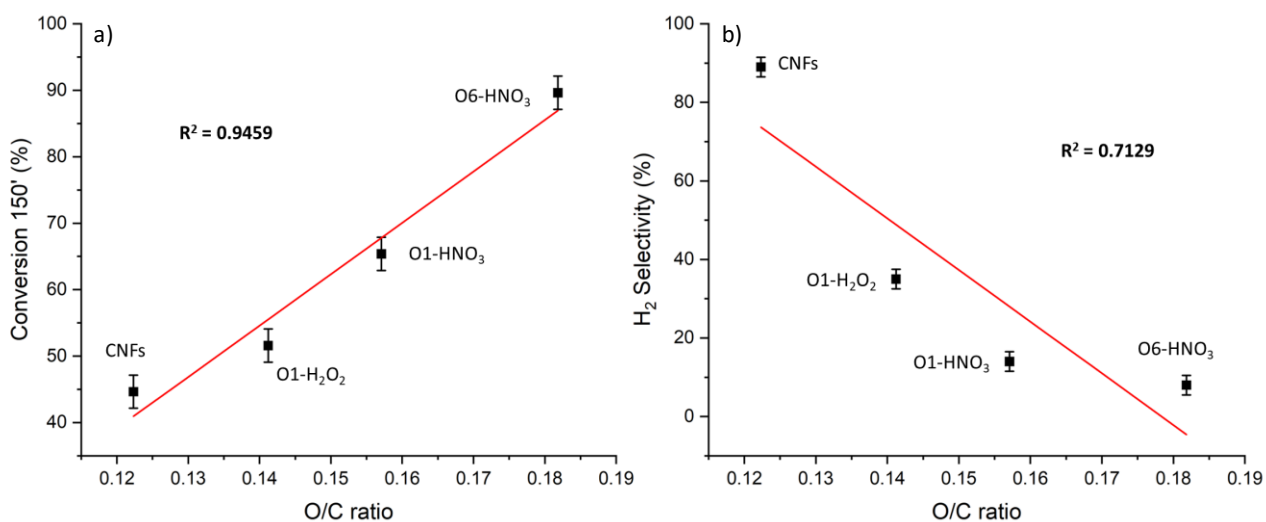 a)
Conversion 150' (%)
100
90
80
70
60
50
40
R² = 0.9459
O6-HNO₃
O1-HNO₃
CNFs
O1-H₂O₂
0.12 0.13 0.14 0.15 0.16 0.17 0.18 0.19
O/C ratio
b)
H₂ Selectivity (%)
100
80
60
40
20
0
CNFs
R² = 0.7129
O1-H₂O₂
O1-HNO₃
O6-HNO₃
0.12 0.13 0.14 0.15 0.16 0.17 0.18 0.19
O/C ratio